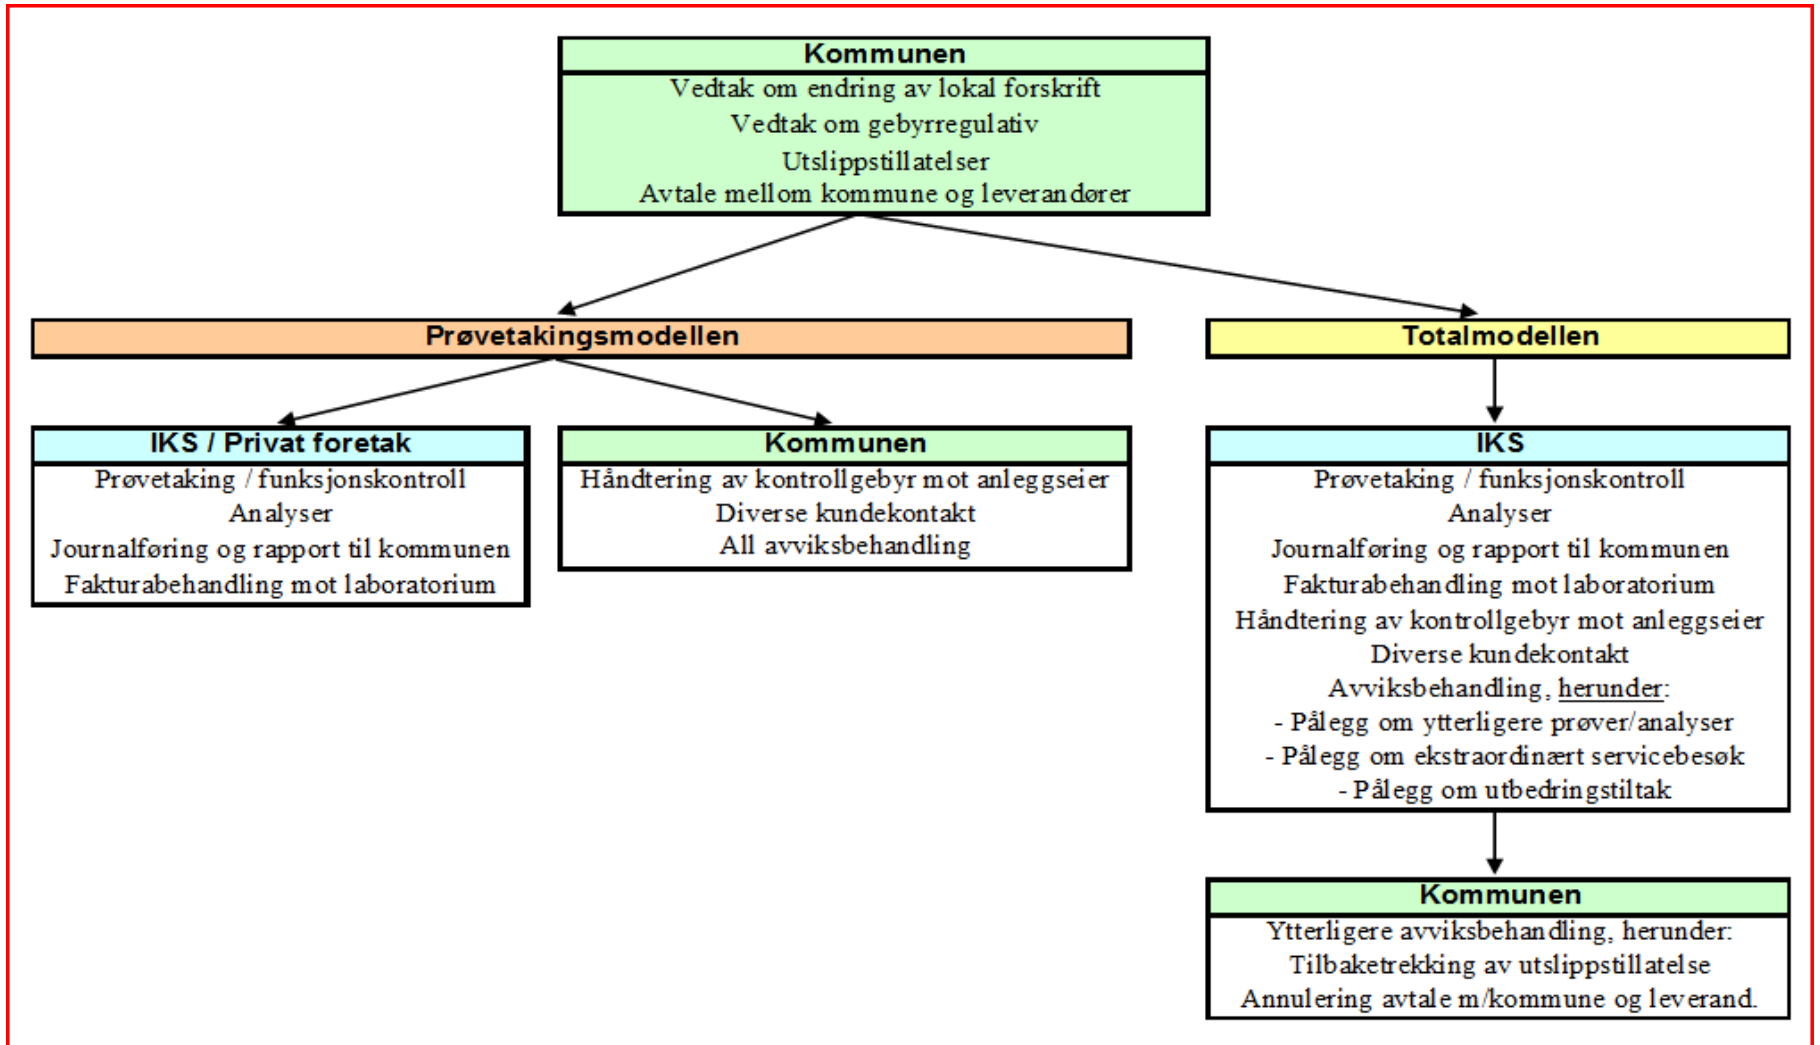 Kommunen
Vedtak om endring av lokal forskrift
Vedtak om gebyrregulativ
Utslippstillatelser
Avtale mellom kommune og leverandører
Prøvetakingsmodellen
Totalmodellen
IKS / Privat foretak
Prøvetaking / funksjonskontroll
Analyser
Journalføring og rapport til kommunen
Fakturabehandling mot laboratorium
Kommunen
Håndtering av kontrollgebyr mot anleggseier
Diverse kundekontakt
All avviksbehandling
IKS
Prøvetaking / funksjonskontroll
Analyser
Journalføring og rapport til kommunen
Fakturabehandling mot laboratorium
Håndtering av kontrollgebyr mot anleggseier
Diverse kundekontakt
Avviksbehandling, herunder:
- Pålegg om ytterligere prøver/analyser
- Pålegg om ekstraordinært servicebesøk
- Pålegg om utbedringstiltak
Kommunen
Ytterligere avviksbehandling, herunder:
Tilbaketrekking av utslippstillatelse
Annulering avtale m/kommune og leverand.